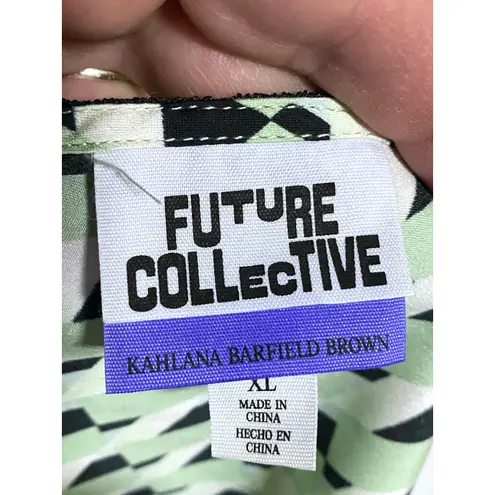 FUTURE
COLLECTIVE
KAHLANA BARFIELD BROWN
XL
MADE IN
CHINA
HECHO EN
CHINA